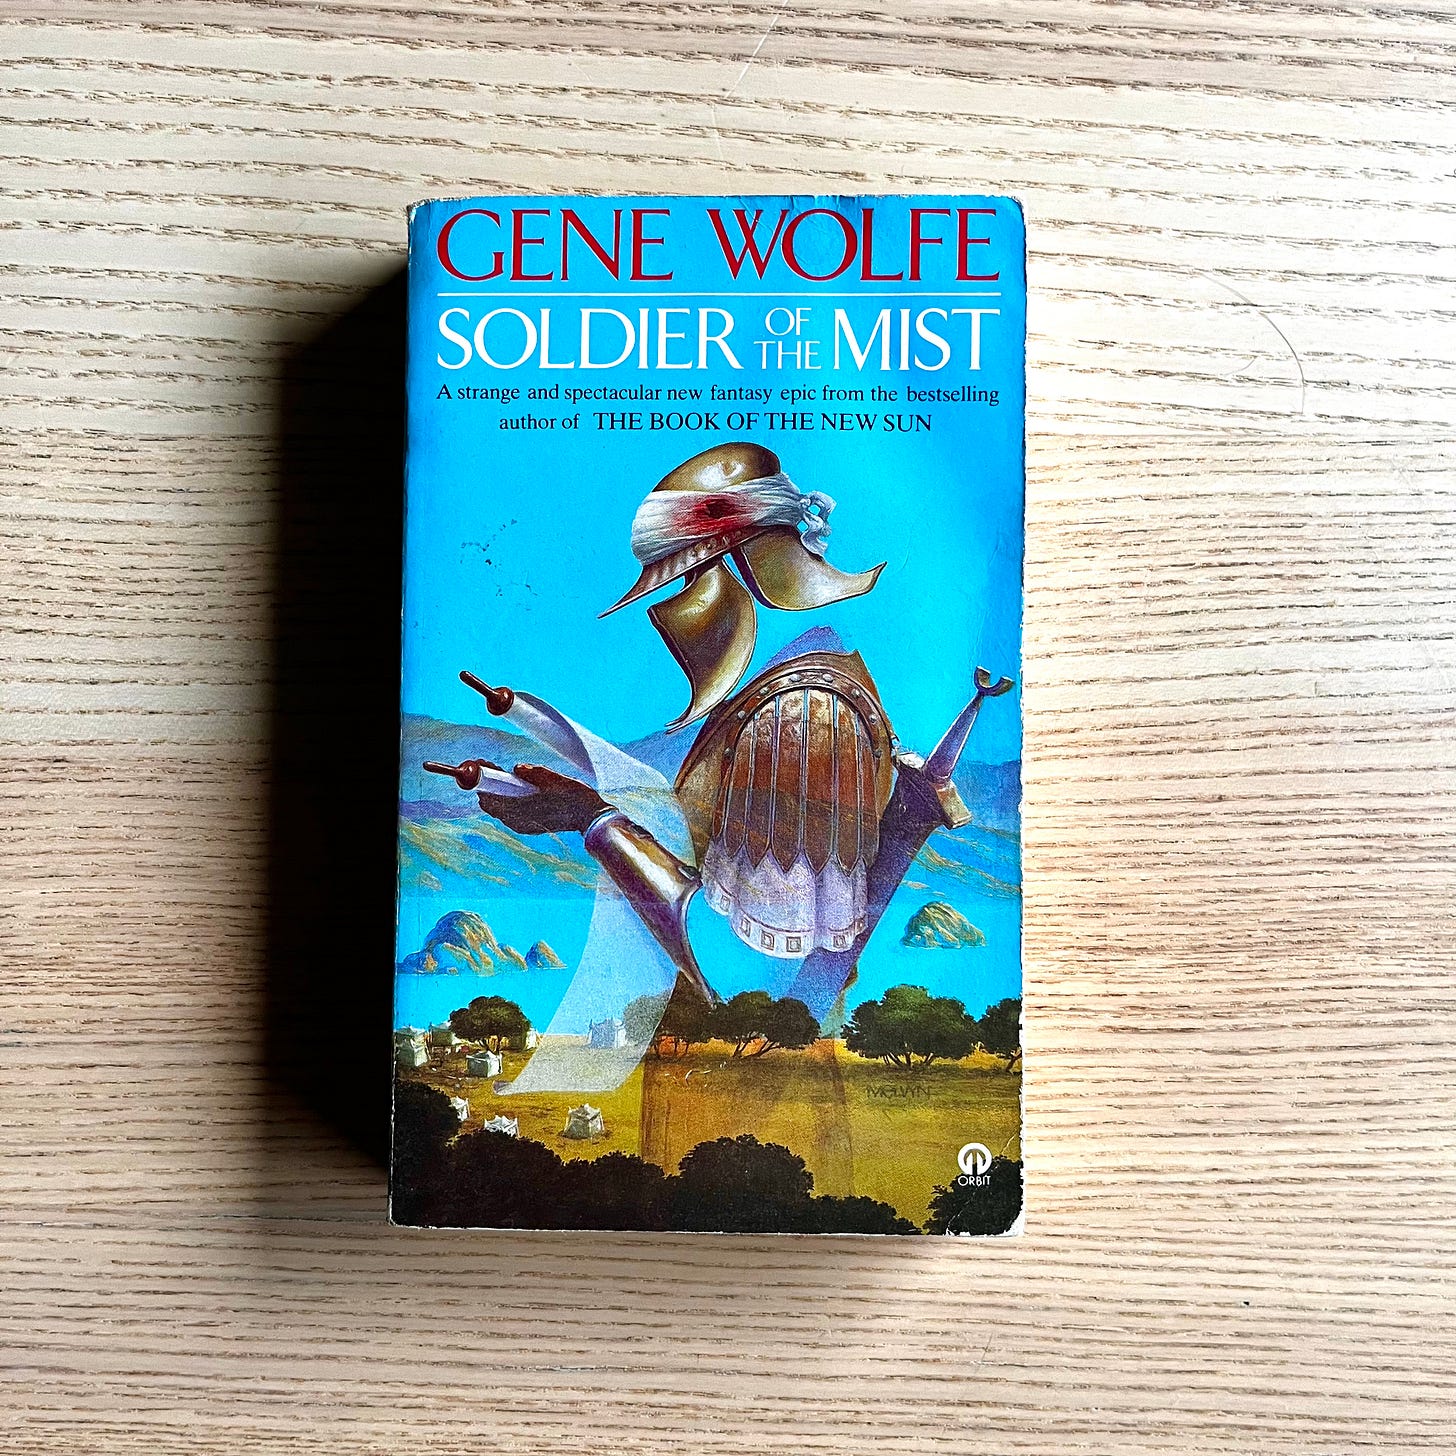 GENE WOLFE
SOLDIER OF THE MIST
A strange and spectacular new fantasy epic from the bestselling
author of THE BOOK OF THE NEW SUN
MELVYN
ORBIT